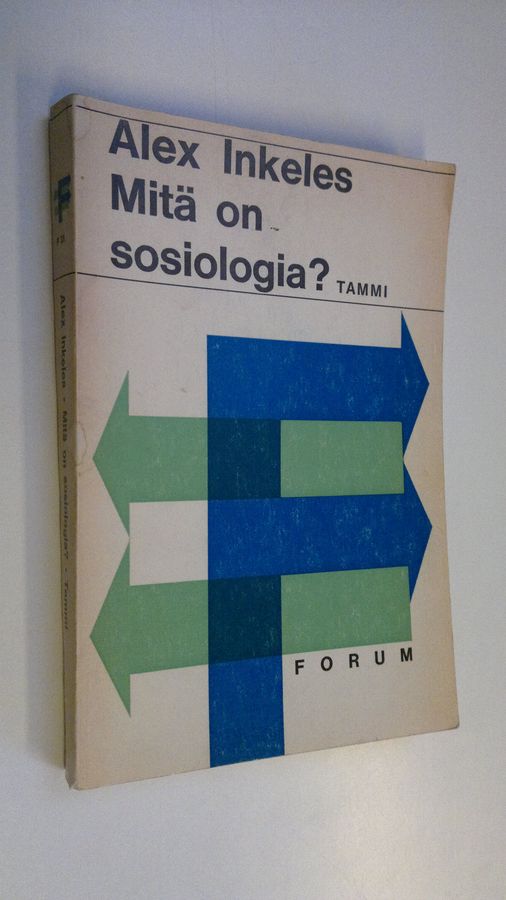 Alex Inkeles
Mitä on
sosiologia? TAMMI
FORUM
Alex Inkeles • Mitä on sosiologia? • Tammi